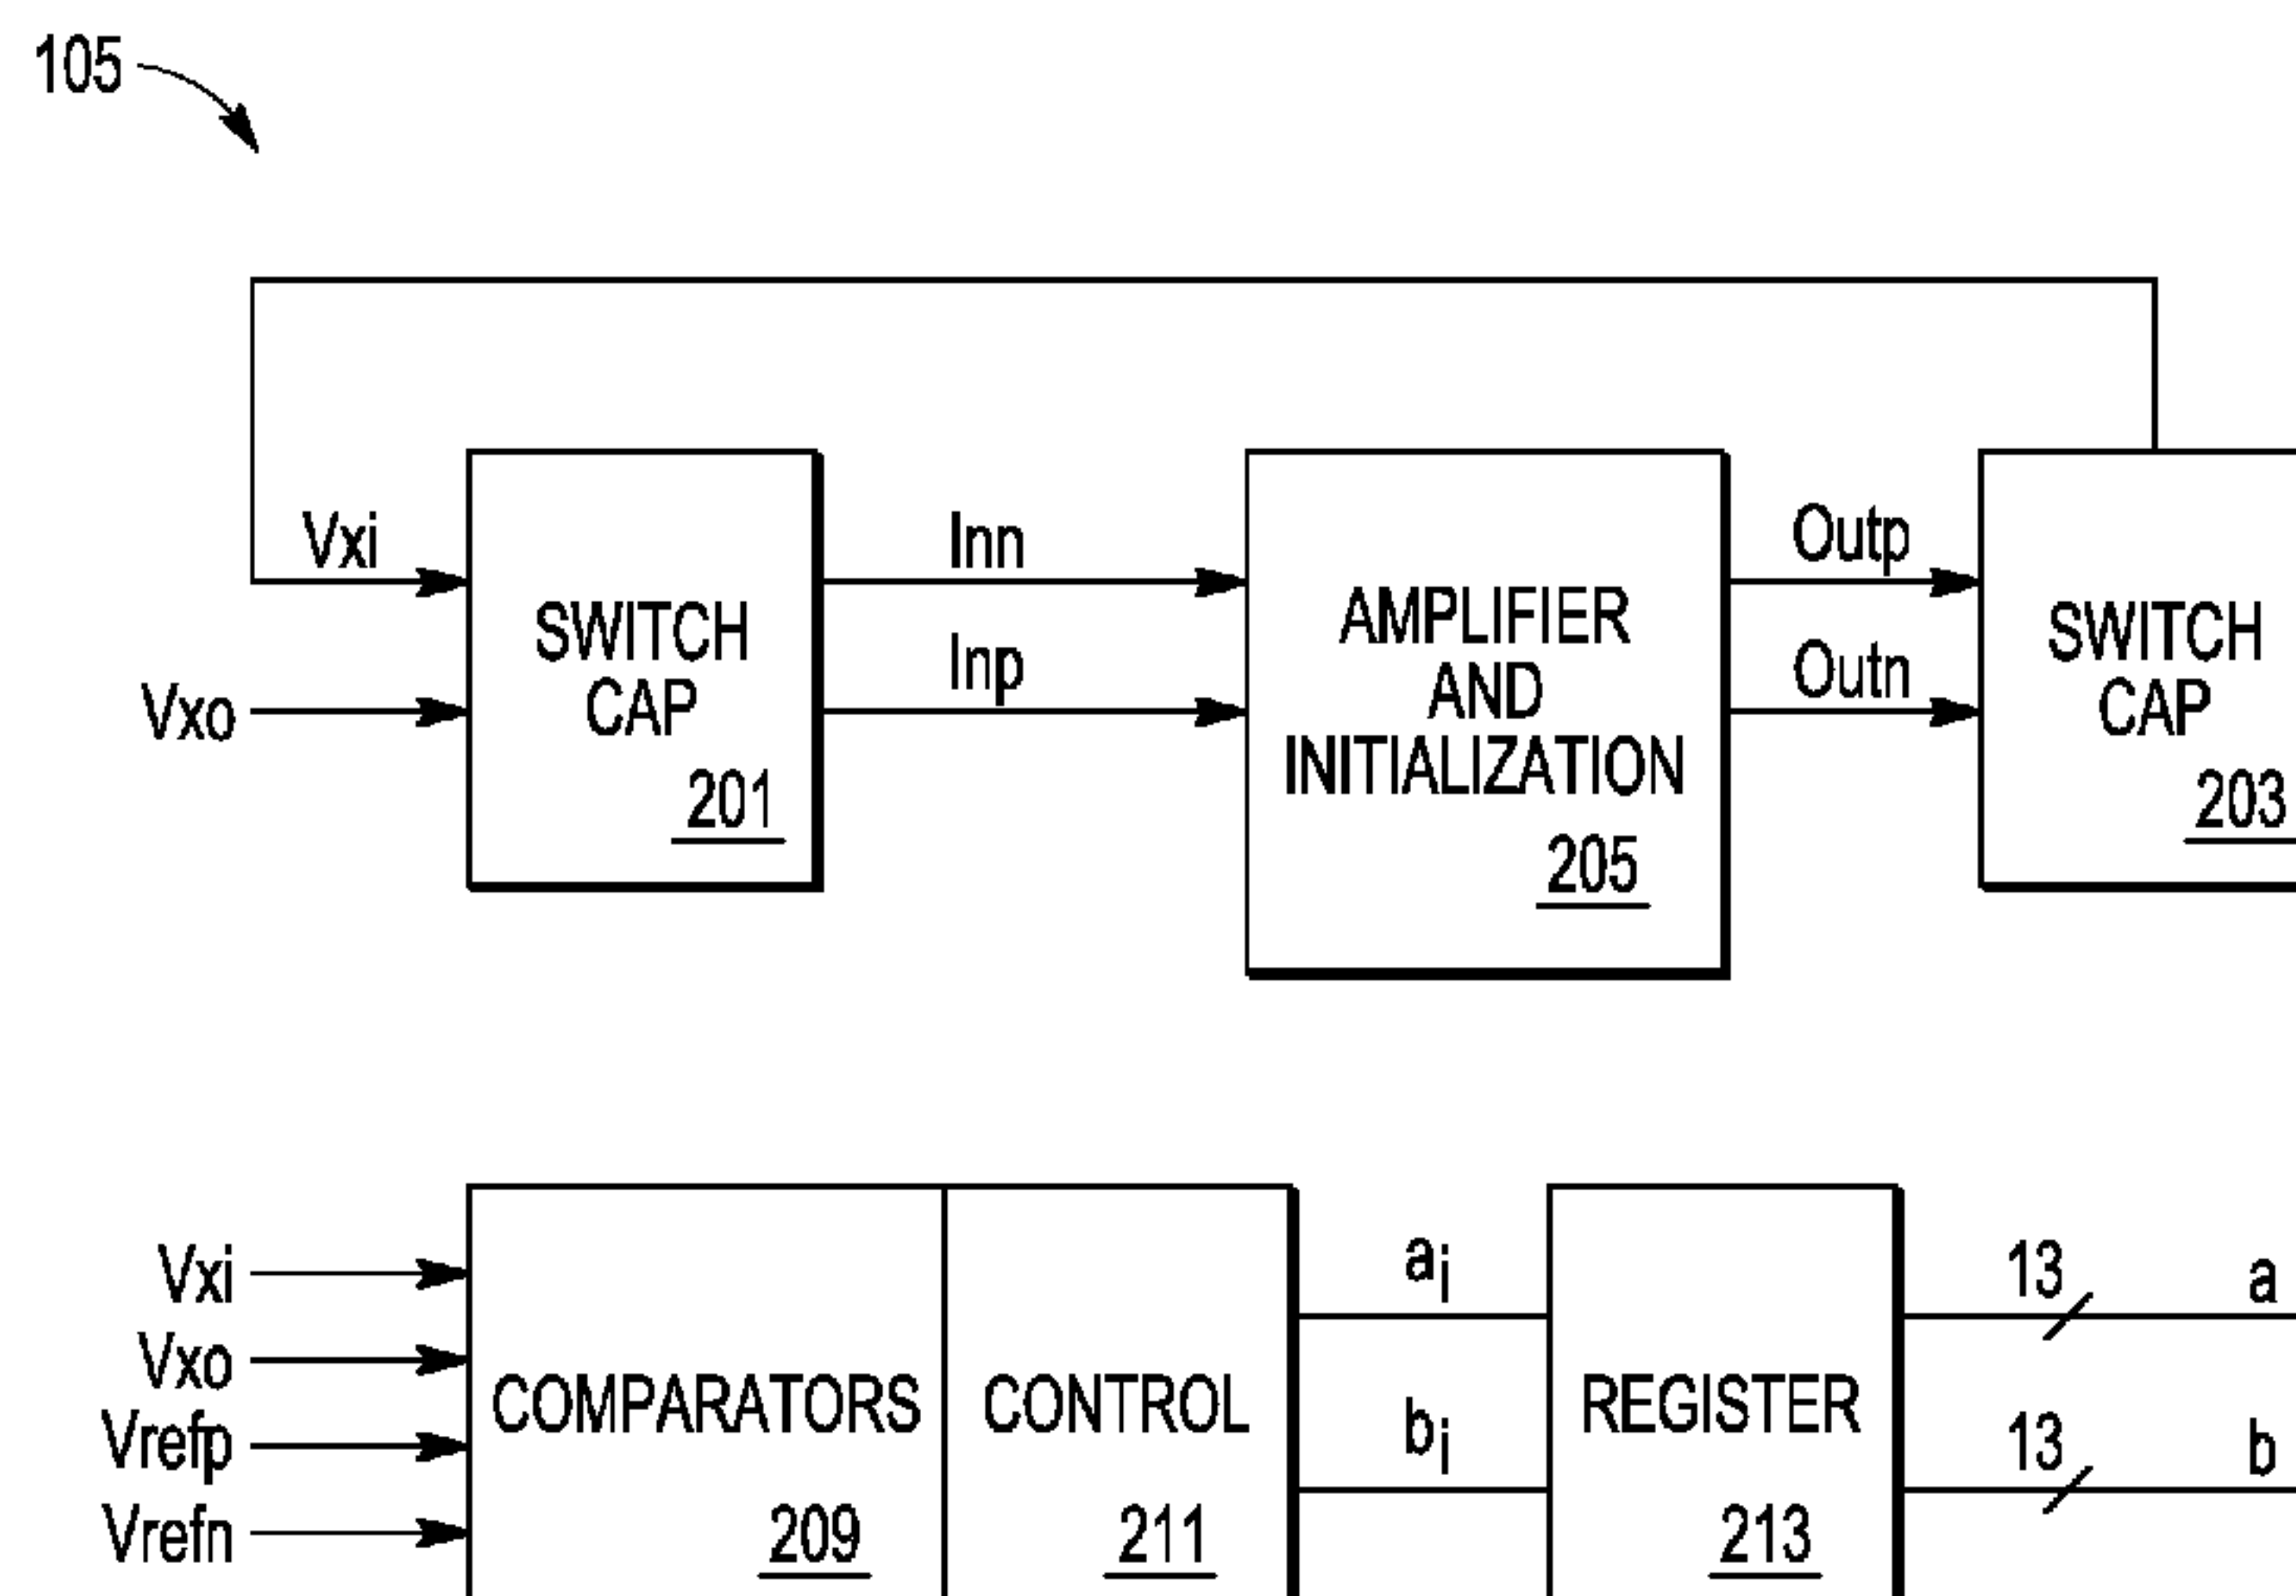 105
Vxi
Vxo
SWITCH
CAP
201
Inn
Inp
AMPLIFIER
AND
INITIALIZATION
205
Outp
Outn
SWITCH
CAP
203
Vxi
Vxo
Vrefp
Vrefn
COMPARATORS
209
CONTROL
211
ai
bi
REGISTER
213
13
a
13
b